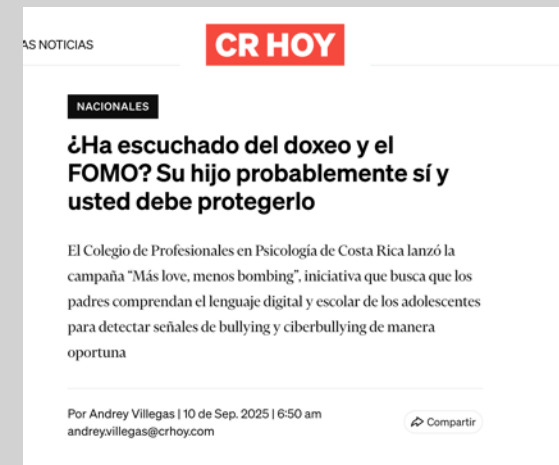 AS NOTICIAS
CR HOY
NACIONALES
¿Ha escuchado del doxeo y el
FOMO? Su hijo probablemente sí y
usted debe protegerlo
El Colegio de Profesionales en Psicología de Costa Rica lanzó la
campaña “Más love, menos bombing”, iniciativa que busca que los
padres comprendan el lenguaje digital y escolar de los adolescentes
para detectar señales de bullying y ciberbullying de manera
oportuna
Por Andrey Villegas | 10 de Sep. 2025 | 6:50 am
andrey.villegas@crhoy.com
Compartir